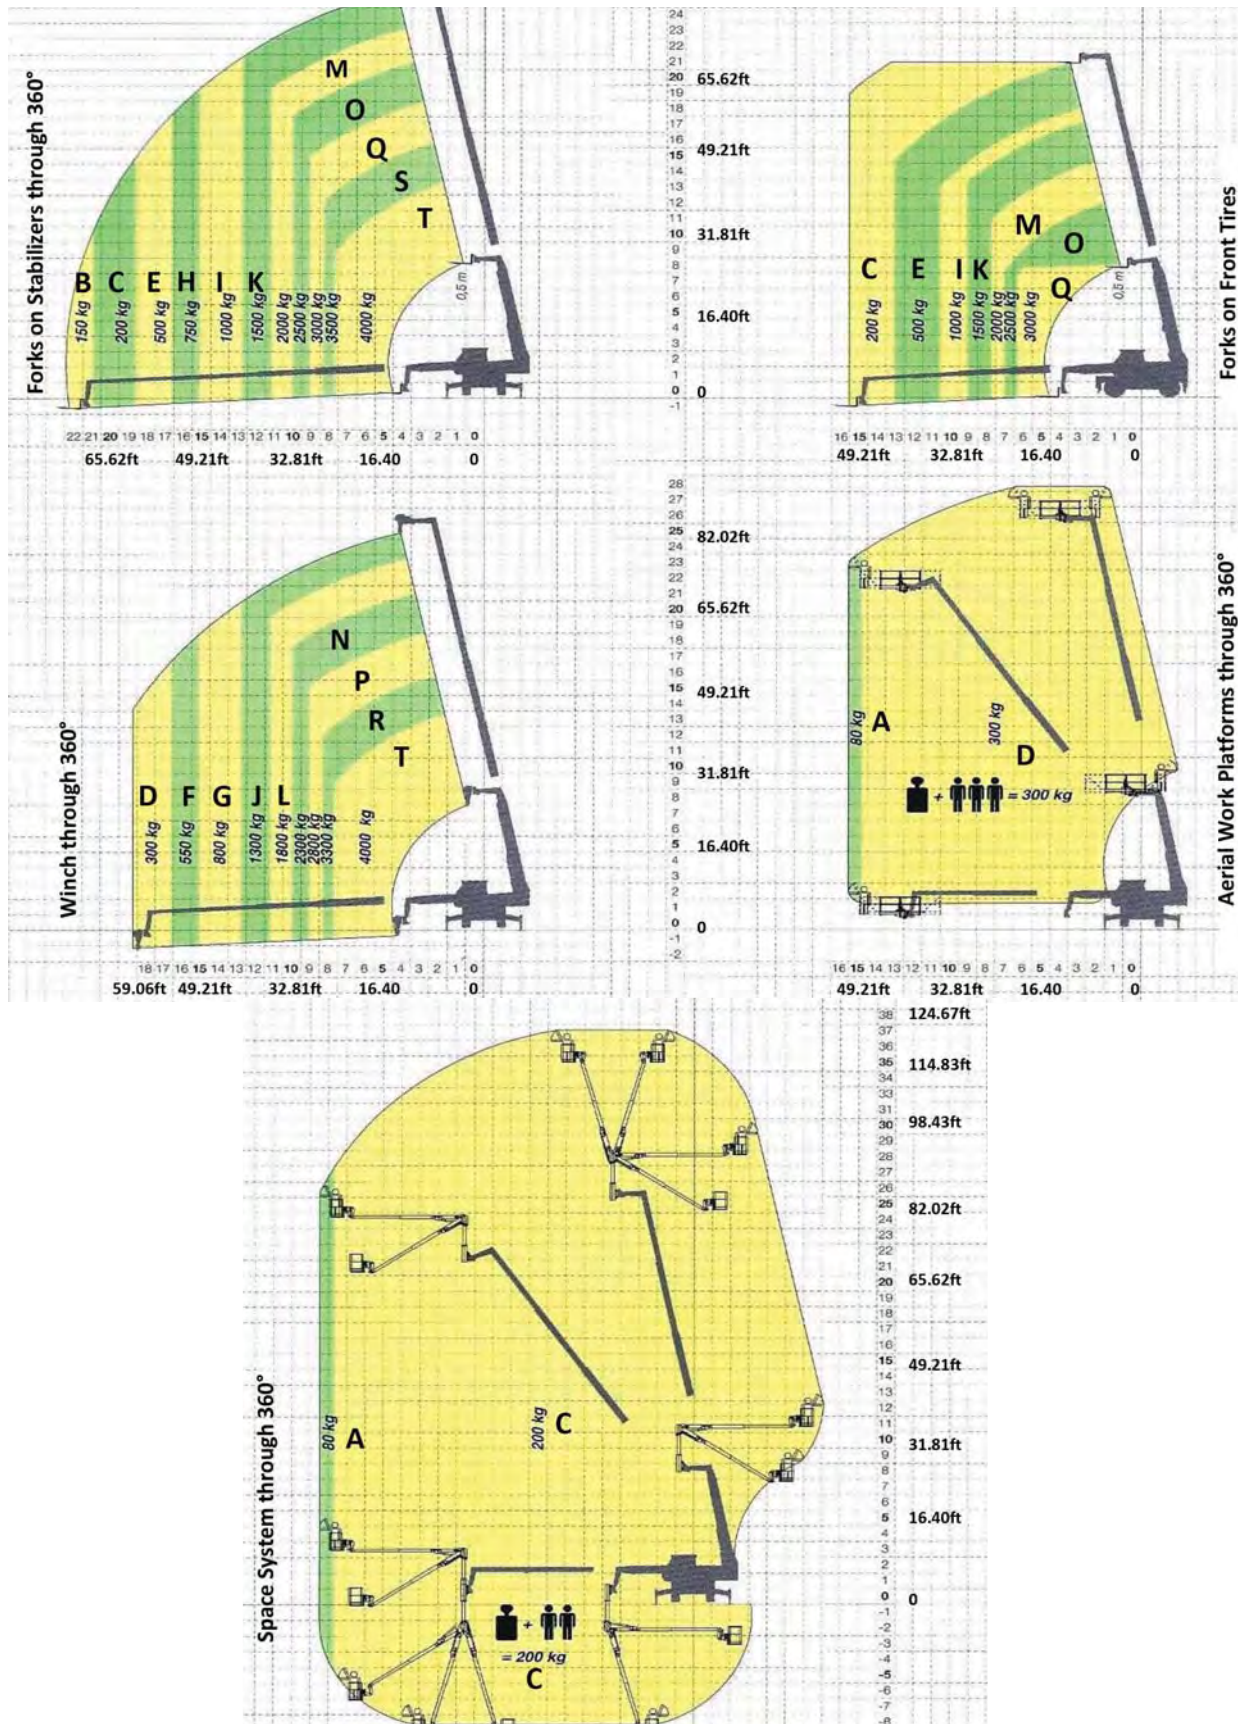 Forks on Stabilizers through 360°
24
23
22
21
20 65.62ft
19
18
17
16
15 49.21ft
14
13
12
11
10 31.81ft
9
8
7
6
5 16.40ft
4
3
2
1
0 0
-1
M
O
Q
S
T
B C E H I K
150 kg 200 kg 500 kg 750 kg 1000 kg 1500 kg 2000 kg 2500 kg 3000 kg 3500 kg 4000 kg
0,5 m
22 21 20 19 18 17 16 15 14 13 12 11 10 9 8 7 6 5 4 3 2 1 0
65.62ft 49.21ft 32.81ft 16.40 0
Forks on Front Tires
M
O
Q
C E I K
200 kg 500 kg 1000 kg 1500 kg 2000 kg 2500 kg 3000 kg
0,5 m
16 15 14 13 12 11 10 9 8 7 6 5 4 3 2 1 0
49.21ft 32.81ft 16.40 0
Winch through 360°
28
27
26
25 82.02ft
24
23
22
21
20 65.62ft
19
18
17
16
15 49.21ft
14
13
12
11
10 31.81ft
9
8
7
6
5 16.40ft
4
3
2
1
0 0
-1
-2
N
P
R
T
D F G J L
300 kg 550 kg 800 kg 1300 kg 1800 kg 2300 kg 2800 kg 3300 kg 4000 kg
18 17 16 15 14 13 12 11 10 9 8 7 6 5 4 3 2 1 0
59.06ft 49.21ft 32.81ft 16.40 0
Aerial Work Platforms through 360°
80 kg A
300 kg
D
+ = 300 kg
16 15 14 13 12 11 10 9 8 7 6 5 4 3 2 1 0
49.21ft 32.81ft 16.40 0
Space System through 360°
38 124.67ft
37
36
35 114.83ft
34
33
32
31
30 98.43ft
29
28
27
26
25 82.02ft
24
23
22
21
20 65.62ft
19
18
17
16
15 49.21ft
14
13
12
11
10 31.81ft
9
8
7
6
5 16.40ft
4
3
2
1
0 0
-1
-2
-3
-4
-5
-6
-7
-8
80 kg A
200 kg C
+
= 200 kg
C